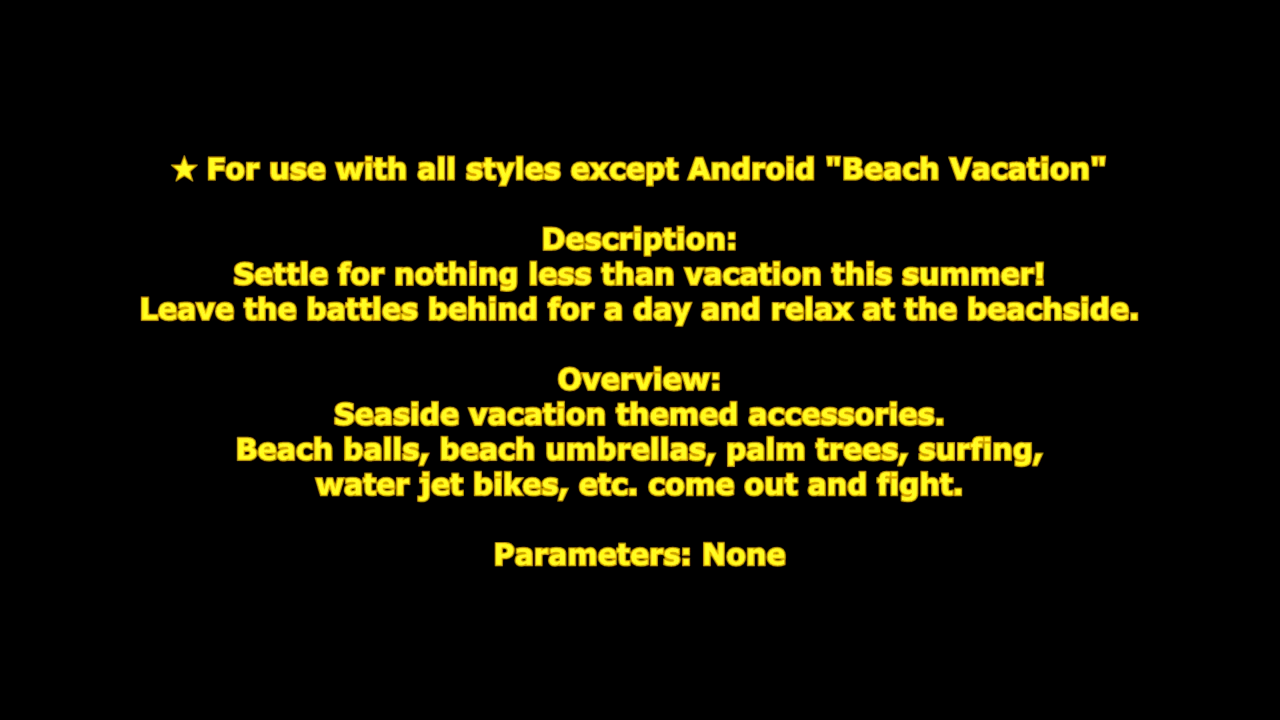 ★ For use with all styles except Android "Beach Vacation"
Description:
Settle for nothing less than vacation this summer!
Leave the battles behind for a day and relax at the beachside.
Overview:
Seaside vacation themed accessories.
Beach balls, beach umbrellas, palm trees, surfing,
water jet bikes, etc. come out and fight.
Parameters: None